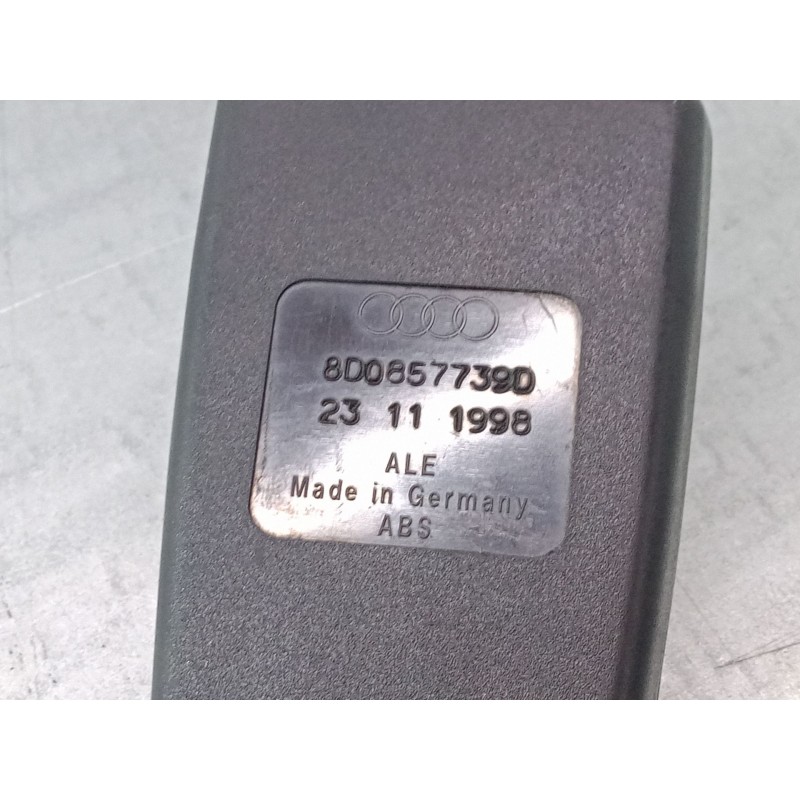 8D0857739D
23 11 1998
ALE
Made in Germany
ABS